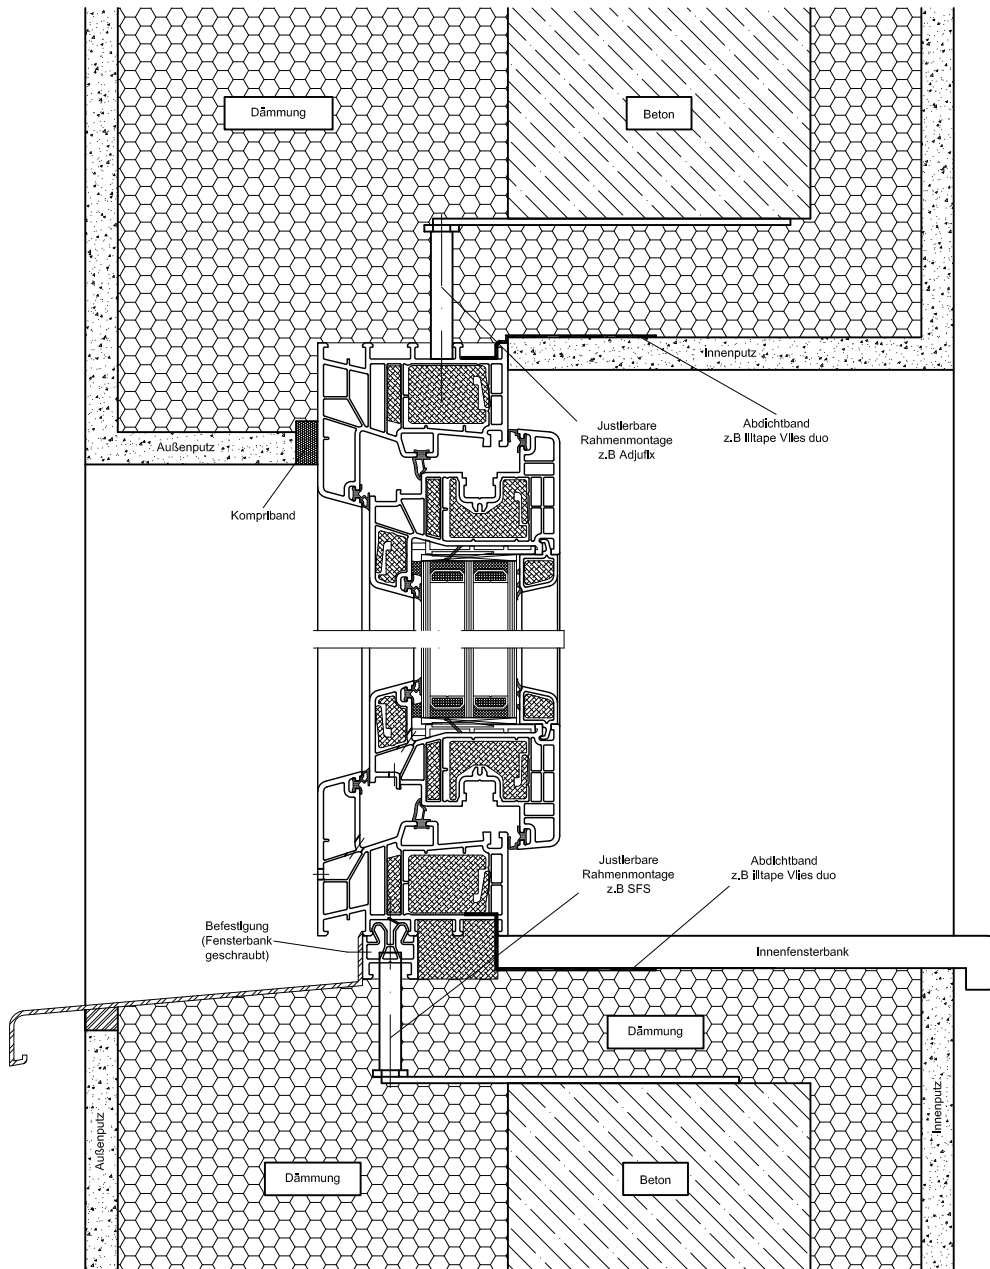 Dämmung
Beton
Innenputz
Justierbare
Rahmenmontage
z.B Adjufix
Abdichtband
z.B illtape Vlies duo
Außenputz
Kompriband
Justierbare
Rahmenmontage
z.B SFS
Abdichtband
z.B illtape Vlies duo
Befestigung
(Fensterbank
geschraubt)
Innenfensterbank
Dämmung
Außenputz
Innenputz
Dämmung
Beton